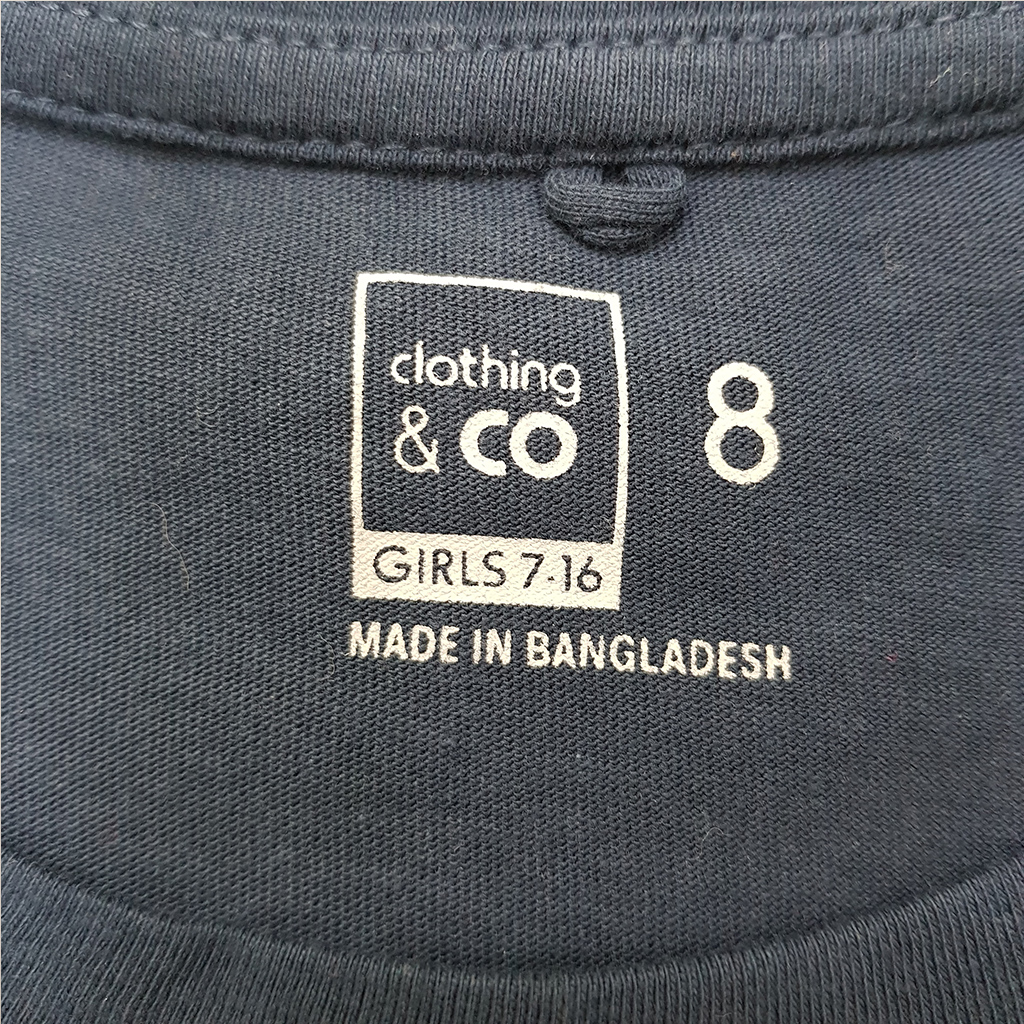 clothing
& CO
8
GIRLS 7-16
MADE IN BANGLADESH